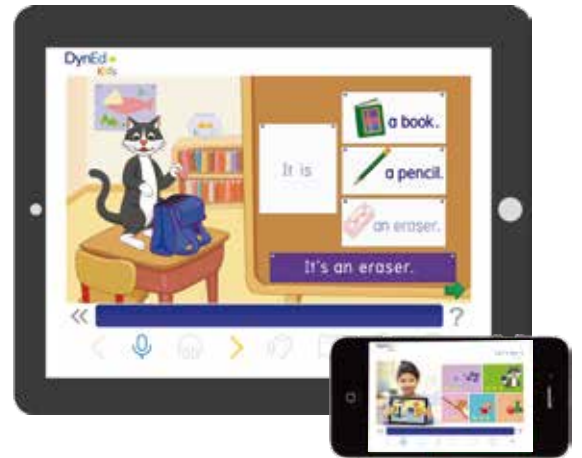 DynEd
Kids
a book.
It is
a pencil.
an eraser.
It's an eraser.
?